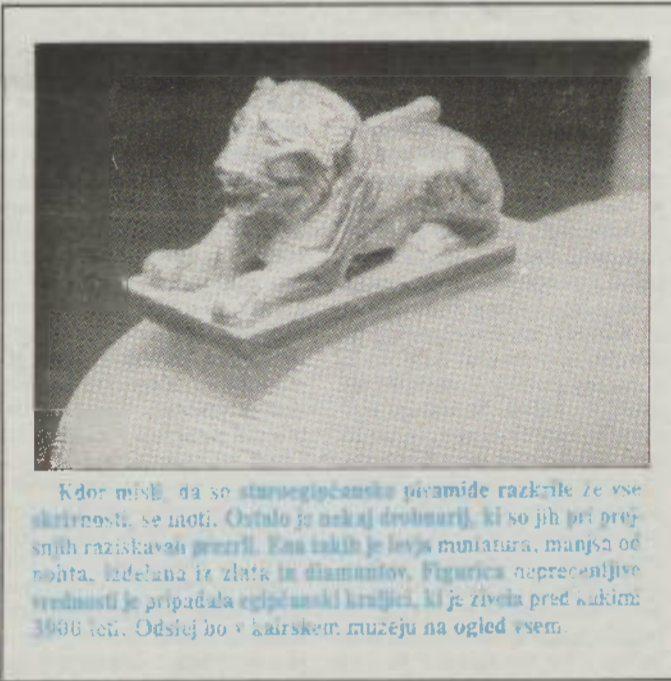 Kdor misli, da so staroegipčanske piramide razkrile že vse
skrivnosti, se moti. Ostalo je nekaj drobnarij, ki so jih pri prej-
šnjih raziskavah prezrli. Ena takih je levja miniatura, manjša od
nohta, izdelana iz zlata in diamantov. Figurica neprecenljive
vrednosti je pripadala egipčanski kraljici, ki je živela pred kakimi
3900 leti. Odslej bo v kairskem muzeju na ogled vsem.